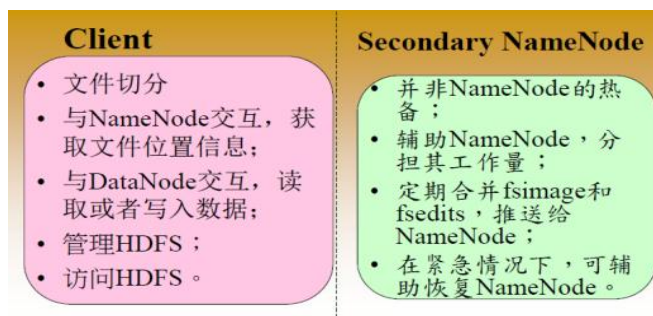 Client
• 文件切分
• 与NameNode交互，获
取文件位置信息；
• 与DataNode交互，读
取或者写入数据；
• 管理HDFS；
• 访问HDFS。
Secondary NameNode
• 并非NameNode的热
备；
• 辅助NameNode，分
担其工作量；
• 定期合并fsimage和
fsedits，推送给
NameNode；
• 在紧急情况下，可辅
助恢复NameNode。